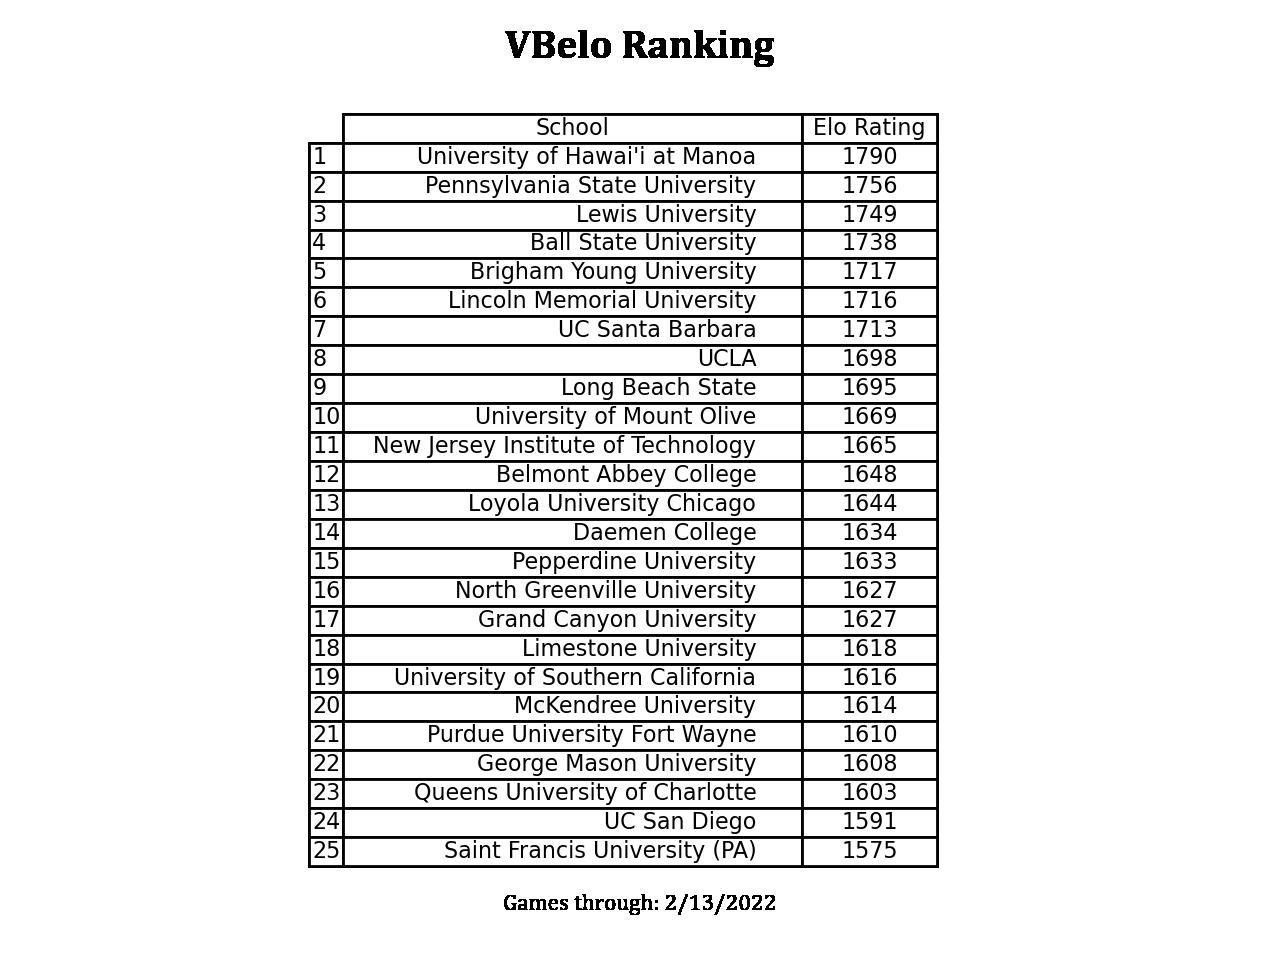 VBelo Ranking
School Elo Rating
1 University of Hawai'i at Manoa 1790
2 Pennsylvania State University 1756
3 Lewis University 1749
4 Ball State University 1738
5 Brigham Young University 1717
6 Lincoln Memorial University 1716
7 UC Santa Barbara 1713
8 UCLA 1698
9 Long Beach State 1695
10 University of Mount Olive 1669
11 New Jersey Institute of Technology 1665
12 Belmont Abbey College 1648
13 Loyola University Chicago 1644
14 Daemen College 1634
15 Pepperdine University 1633
16 North Greenville University 1627
17 Grand Canyon University 1627
18 Limestone University 1618
19 University of Southern California 1616
20 McKendree University 1614
21 Purdue University Fort Wayne 1610
22 George Mason University 1608
23 Queens University of Charlotte 1603
24 UC San Diego 1591
25 Saint Francis University (PA) 1575
Games through: 2/13/2022